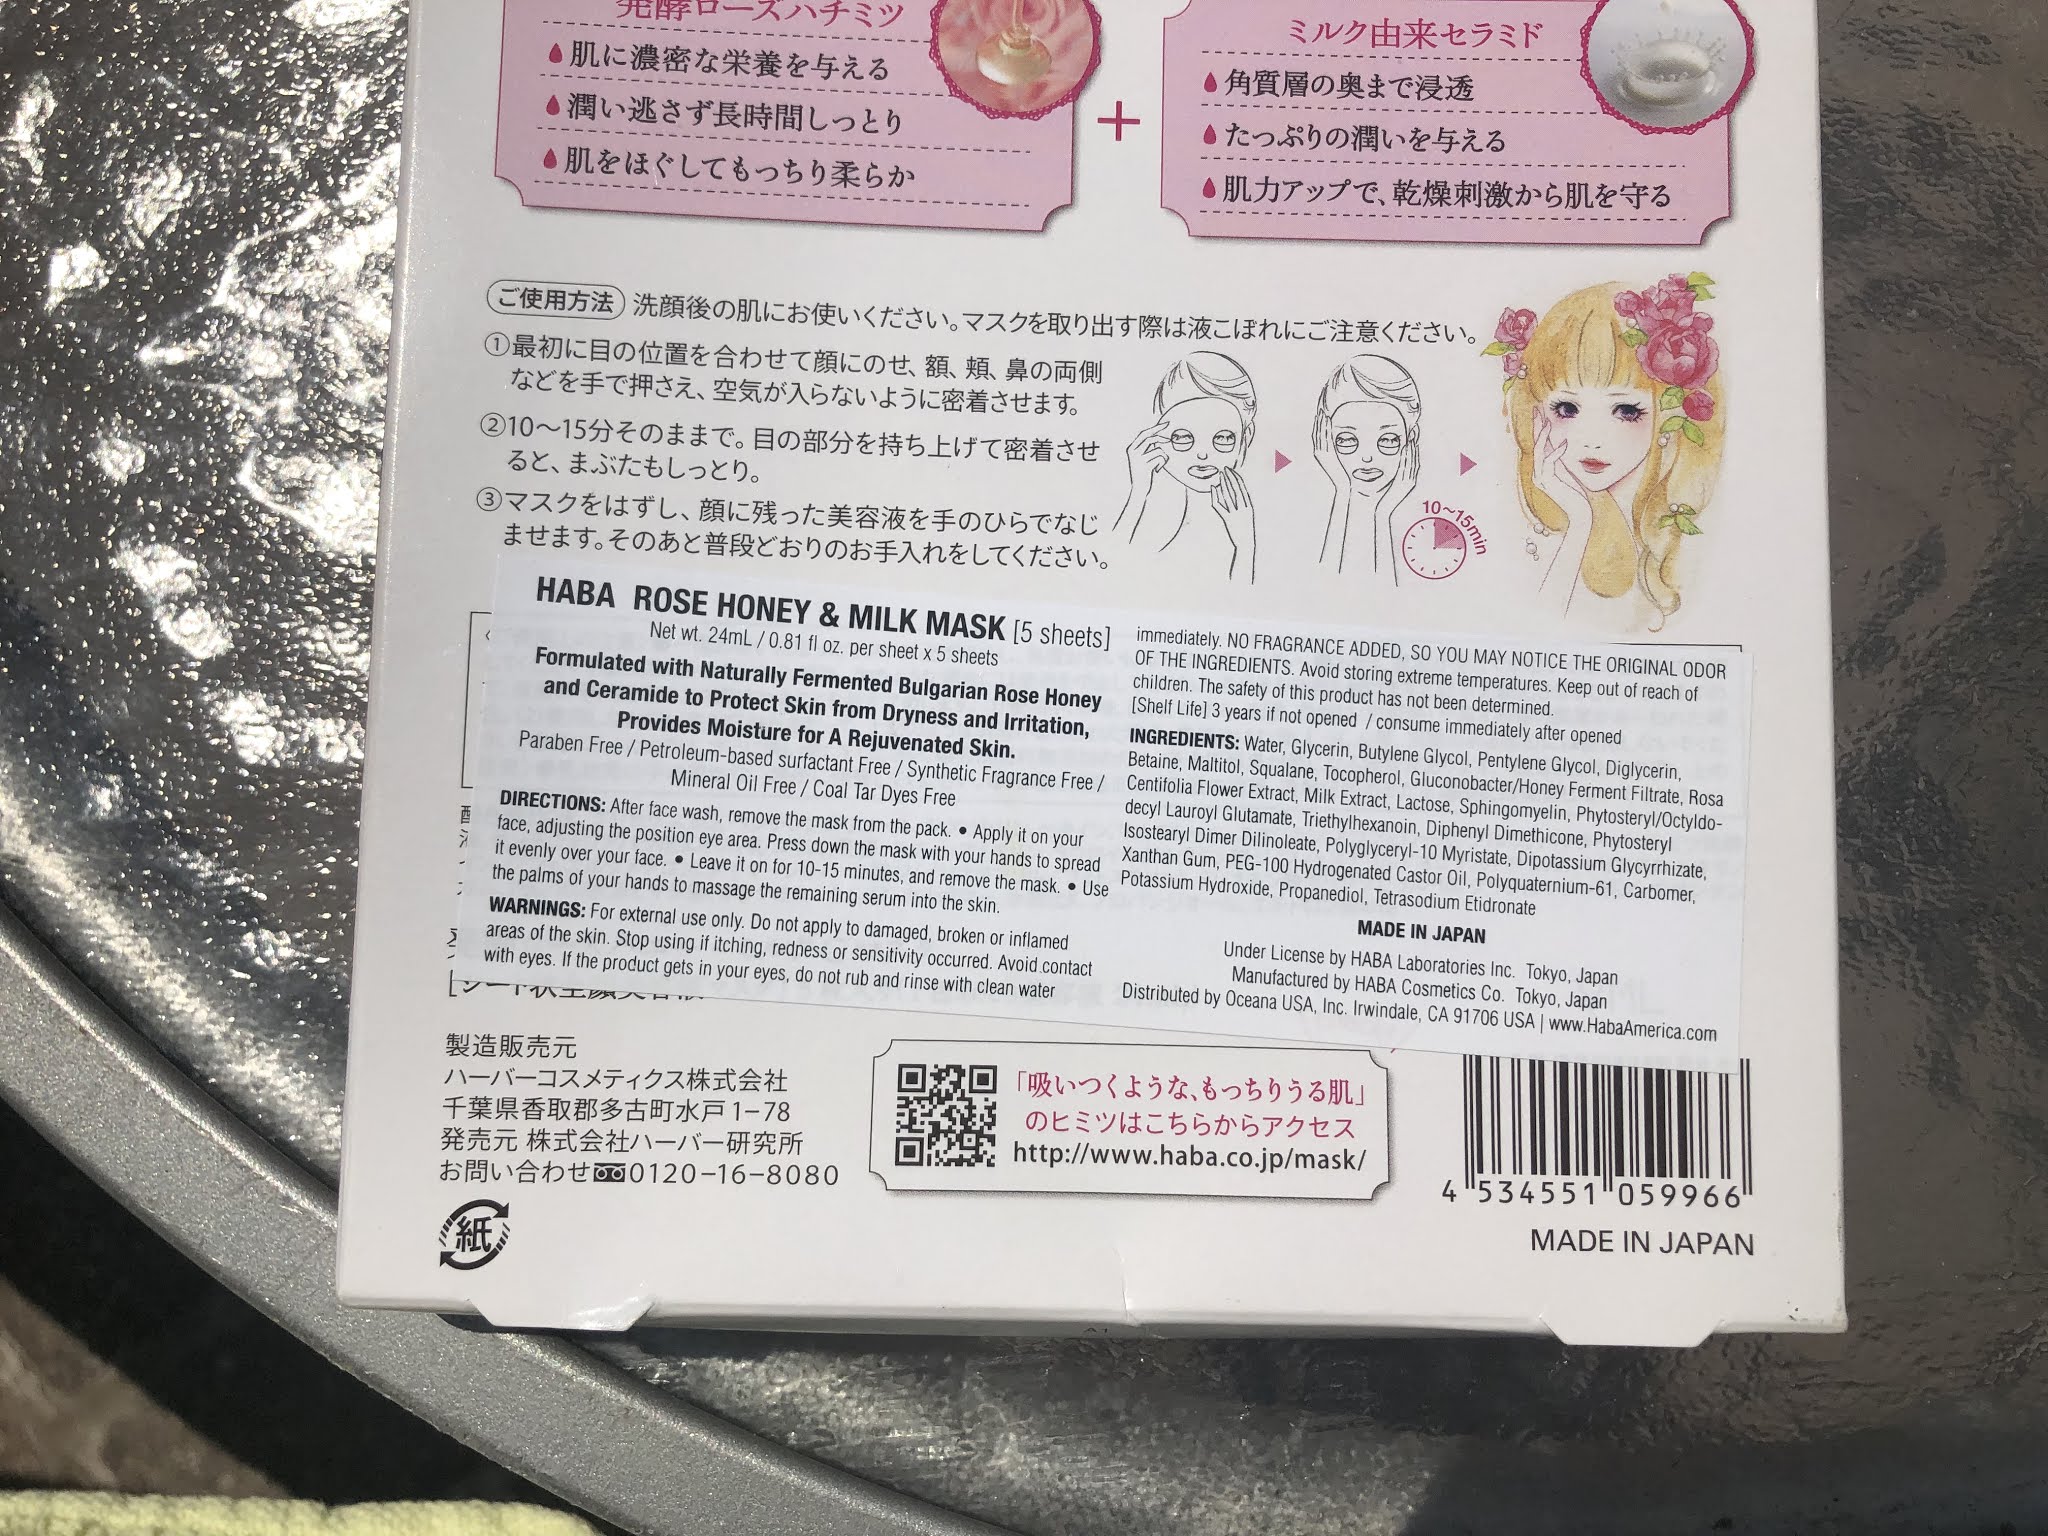 発酵ローズハチミツ
肌に濃密な栄養を与える
潤い逃さず長時間しっとり
肌をほぐしてもっちり柔らか
+
ミルク由来セラミド
角質層の奥まで浸透
たっぷりの潤いを与える
肌力アップで、乾燥刺激から肌を守る
ご使用方法 洗顔後の肌にお使いください。マスクを取り出す際は液こぼれにご注意ください。
①最初に目の位置を合わせて顔にのせ、額、頬、鼻の両側
などを手で押さえ、空気が入らないように密着させます。
②10〜15分そのままで。目の部分を持ち上げて密着させ
ると、まぶたもしっとり。
③マスクをはずし、顔に残った美容液を手のひらでなじ
ませます。そのあと普段どおりのお手入れをしてください。
10~15min
HABA ROSE HONEY & MILK MASK [5 sheets]
Net wt. 24mL / 0.81 fl oz. per sheet x 5 sheets
Formulated with Naturally Fermented Bulgarian Rose Honey
and Ceramide to Protect Skin from Dryness and Irritation,
Provides Moisture for A Rejuvenated Skin.
Paraben Free / Petroleum-based surfactant Free / Synthetic Fragrance Free /
Mineral Oil Free / Coal Tar Dyes Free
DIRECTIONS: After face wash, remove the mask from the pack. • Apply it on your
face, adjusting the position eye area. Press down the mask with your hands to spread
it evenly over your face. • Leave it on for 10-15 minutes, and remove the mask. • Use
the palms of your hands to massage the remaining serum into the skin.
WARNINGS: For external use only. Do not apply to damaged, broken or inflamed
areas of the skin. Stop using if itching, redness or sensitivity occurred. Avoid contact
with eyes. If the product gets in your eyes, do not rub and rinse with clean water
immediately. NO FRAGRANCE ADDED, SO YOU MAY NOTICE THE ORIGINAL ODOR
OF THE INGREDIENTS. Avoid storing extreme temperatures. Keep out of reach of
children. The safety of this product has not been determined.
[Shelf Life] 3 years if not opened / consume immediately after opened
INGREDIENTS: Water, Glycerin, Butylene Glycol, Pentylene Glycol, Diglycerin,
Betaine, Maltitol, Squalane, Tocopherol, Gluconobacter/Honey Ferment Filtrate, Rosa
Centifolia Flower Extract, Milk Extract, Lactose, Sphingomyelin, Phytosteryl/Octyldo-
decyl Lauroyl Glutamate, Triethylhexanoin, Diphenyl Dimethicone, Phytosteryl
Isostearyl Dimer Dilinoleate, Polyglyceryl-10 Myristate, Dipotassium Glycyrrhizate,
Xanthan Gum, PEG-100 Hydrogenated Castor Oil, Polyquaternium-61, Carbomer,
Potassium Hydroxide, Propanediol, Tetrasodium Etidronate
MADE IN JAPAN
Under License by HABA Laboratories Inc. Tokyo, Japan
Manufactured by HABA Cosmetics Co. Tokyo, Japan
Distributed by Oceana USA, Inc. Irwindale, CA 91706 USA | www.HabaAmerica.com
製造販売元
ハーバーコスメティクス株式会社
千葉県香取郡多古町水戸1−78
発売元 株式会社ハーバー研究所
お問い合わせ 0120−16−8080
紙
「吸いつくような、もっちりうる肌」
のヒミツはこちらからアクセス
http://www.haba.co.jp/mask/
4 534551 059966
MADE IN JAPAN